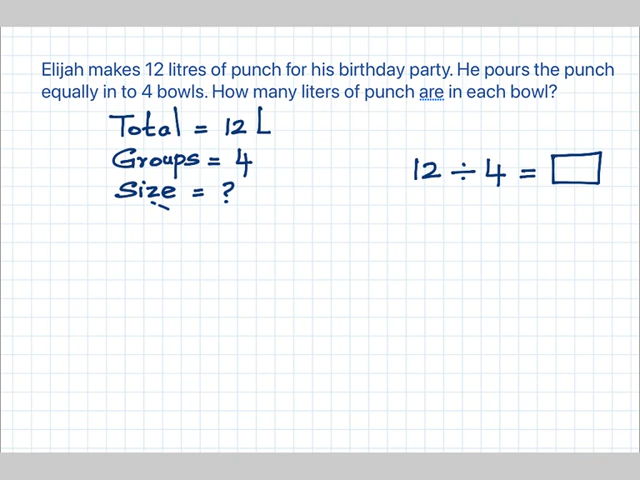 Elijah makes 12 litres of punch for his birthday party. He pours the punch
equally in to 4 bowls. How many liters of punch are in each bowl?
Total = 12 L
Groups = 4
Size = ?
12 ÷ 4 =